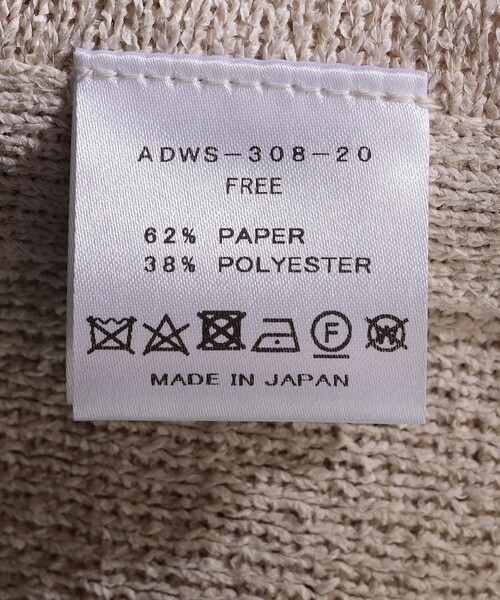 ADWS-308-20
FREE
62% PAPER
38% POLYESTER
F W
MADE IN JAPAN